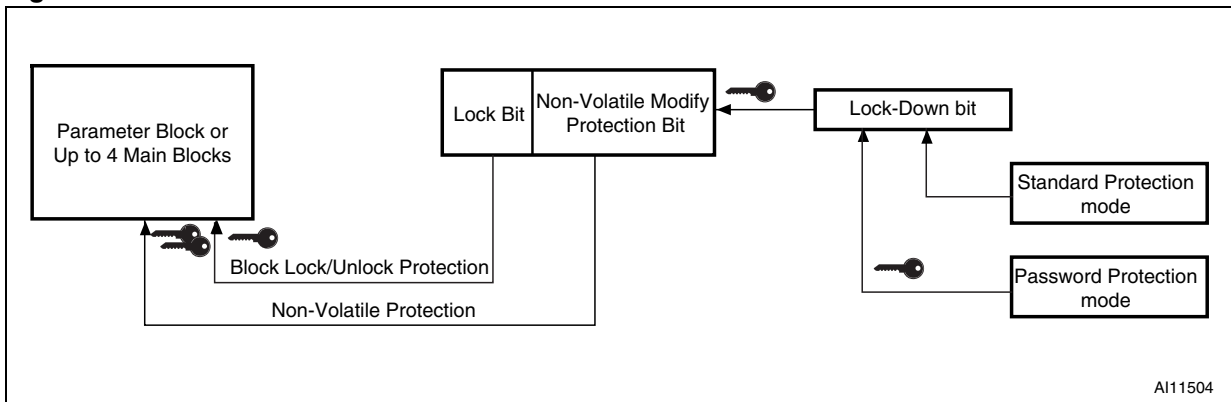 Parameter Block or
Up to 4 Main Blocks
Lock Bit
Non-Volatile Modify
Protection Bit
Lock-Down bit
Standard Protection
mode
Password Protection
mode
Block Lock/Unlock Protection
Non-Volatile Protection
AI11504